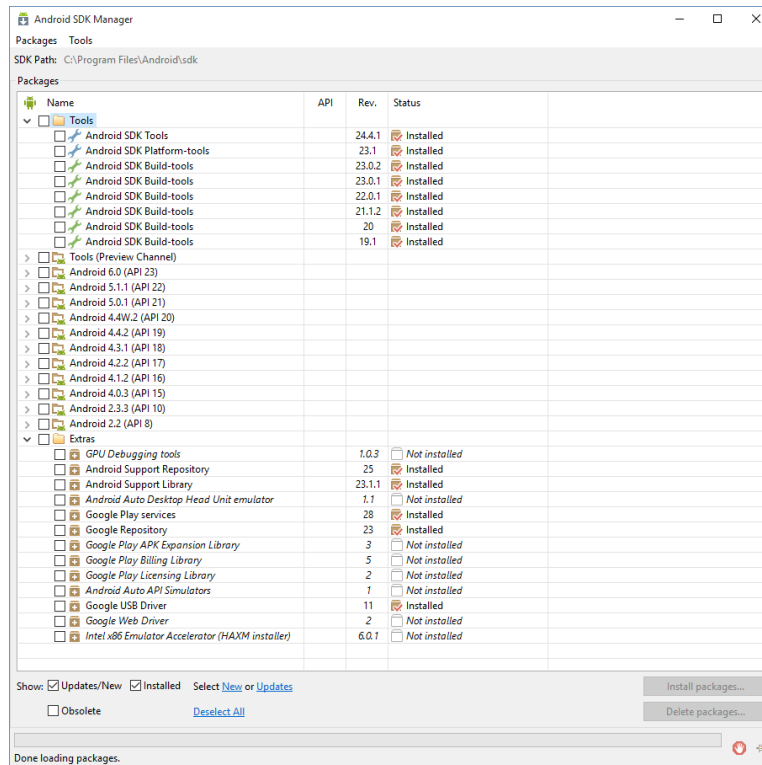 Android SDK Manager
Packages Tools
SDK Path: C:\Program Files\Android\sdk
Packages
Name API Rev. Status
Tools
Android SDK Tools 24.4.1 Installed
Android SDK Platform-tools 23.1 Installed
Android SDK Build-tools 23.0.2 Installed
Android SDK Build-tools 23.0.1 Installed
Android SDK Build-tools 22.0.1 Installed
Android SDK Build-tools 21.1.2 Installed
Android SDK Build-tools 20 Installed
Android SDK Build-tools 19.1 Installed
Tools (Preview Channel)
Android 6.0 (API 23)
Android 5.1.1 (API 22)
Android 5.0.1 (API 21)
Android 4.4W.2 (API 20)
Android 4.4.2 (API 19)
Android 4.3.1 (API 18)
Android 4.2.2 (API 17)
Android 4.1.2 (API 16)
Android 4.0.3 (API 15)
Android 2.3.3 (API 10)
Android 2.2 (API 8)
Extras
GPU Debugging tools 1.0.3 Not installed
Android Support Repository 25 Installed
Android Support Library 23.1.1 Installed
Android Auto Desktop Head Unit emulator 1.1 Not installed
Google Play services 28 Installed
Google Repository 23 Installed
Google Play APK Expansion Library 3 Not installed
Google Play Billing Library 5 Not installed
Google Play Licensing Library 2 Not installed
Android Auto API Simulators 1 Not installed
Google USB Driver 11 Installed
Google Web Driver 2 Not installed
Intel x86 Emulator Accelerator (HAXM installer) 6.0.1 Not installed
Show: Updates/New Installed Select New or Updates Install packages...
Obsolete Deselect All Delete packages...
Done loading packages.